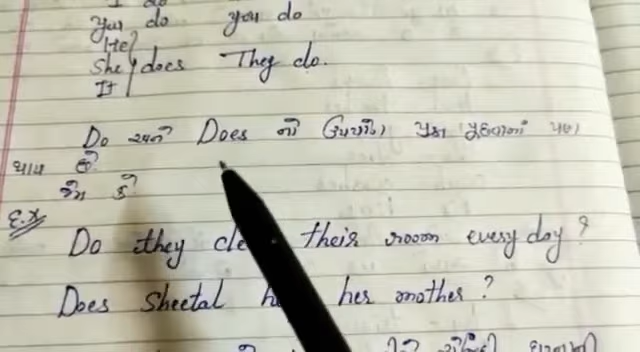 I do
You do you do
He
She does They do.
It
Do અને Does નો ઉપયોગ પ્રશ્ન પુછવામાં પણ
થાય છે
જેમ કે
E.X
Do they their room every day?
Does Sheetal her mother?